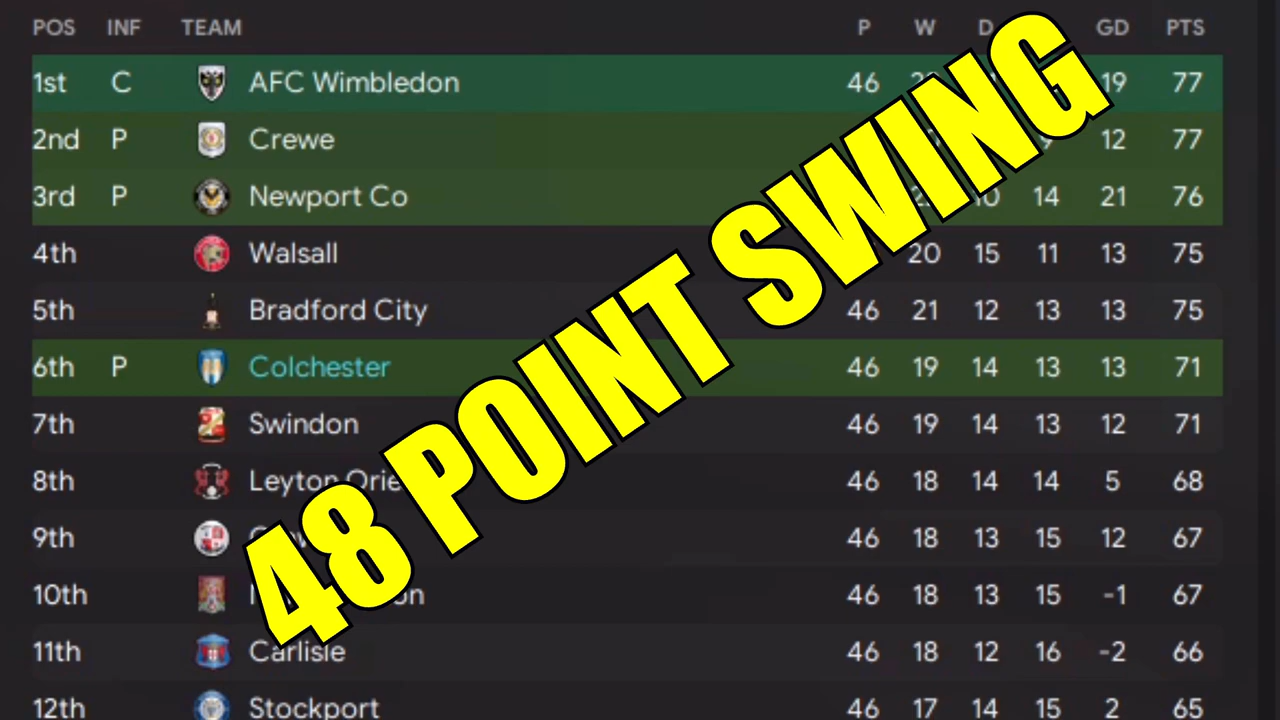 POS INF TEAM P W D GD PTS
1st C AFC Wimbledon 46 19 77
2nd P Crewe 12 77
3rd P Newport Co 14 21 76
4th Walsall 20 15 11 13 75
5th Bradford City 46 21 12 13 13 75
6th P Colchester 46 19 14 13 13 71
7th Swindon 46 19 14 13 12 71
8th Leyton 46 18 14 14 5 68
9th 46 18 13 15 12 67
10th 46 18 13 15 -1 67
11th Carlisle 46 18 12 16 -2 66
12th Stockport 46 17 14 15 2 65
48 POINT SWING